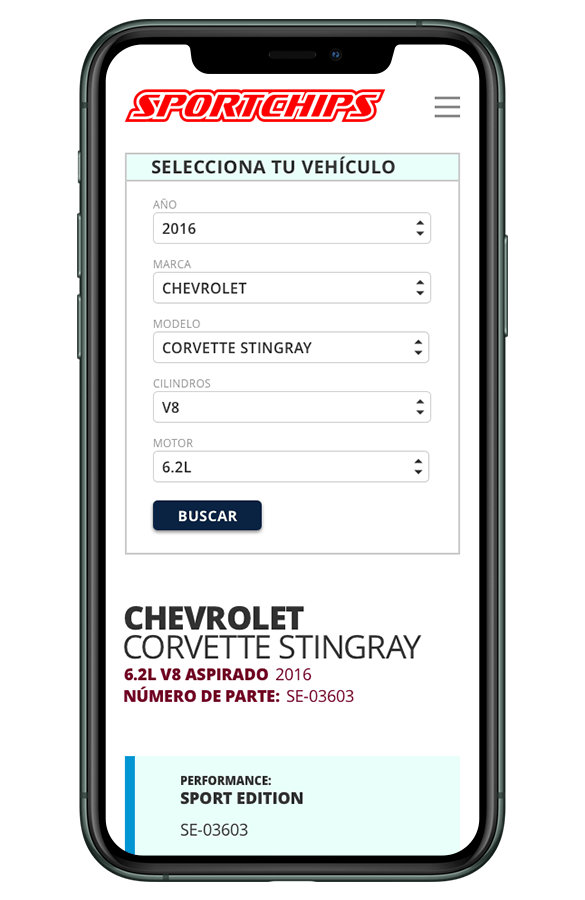 SPORTCHIPS
SELECCIONA TU VEHÍCULO
AÑO
2016
MARCA
CHEVROLET
MODELO
CORVETTE STINGRAY
CILINDROS
V8
MOTOR
6.2L
BUSCAR
CHEVROLET
CORVETTE STINGRAY
6.2L V8 ASPIRADO 2016
NÚMERO DE PARTE: SE-03603
PERFORMANCE:
SPORT EDITION
SE-03603